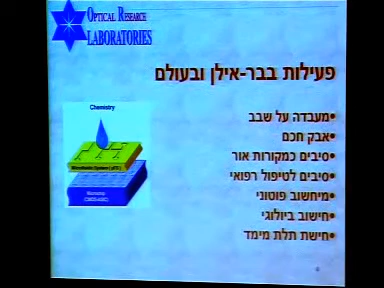 OPTICAL RESEARCH
LABORATORIES
פעילות בבר-אילן ובעולם
Chemistry
•מעבדה על שבב
•אבק חכם
•סיבים כמקורות אור
•סיבים לטיפול רפואי
•מיחשוב פוטוני
•חישוב ביולוגי
•חישת תלת מימד